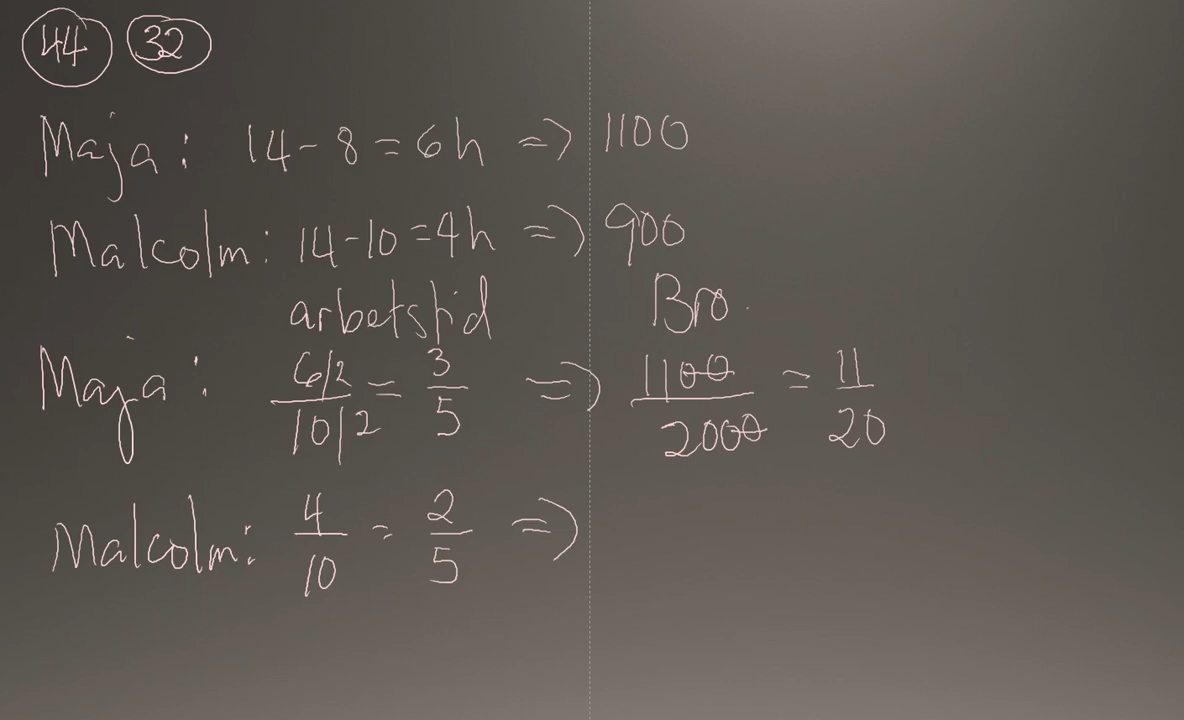 44 32
Maja: 14-8=6h => 1100
Malcolm: 14-10=4h => 900
arbetstid Bro.
Maja: 6/2 / 10/2 = 3/5 => 1100/2000 = 11/20
Malcolm: 4/10 = 2/5 =>